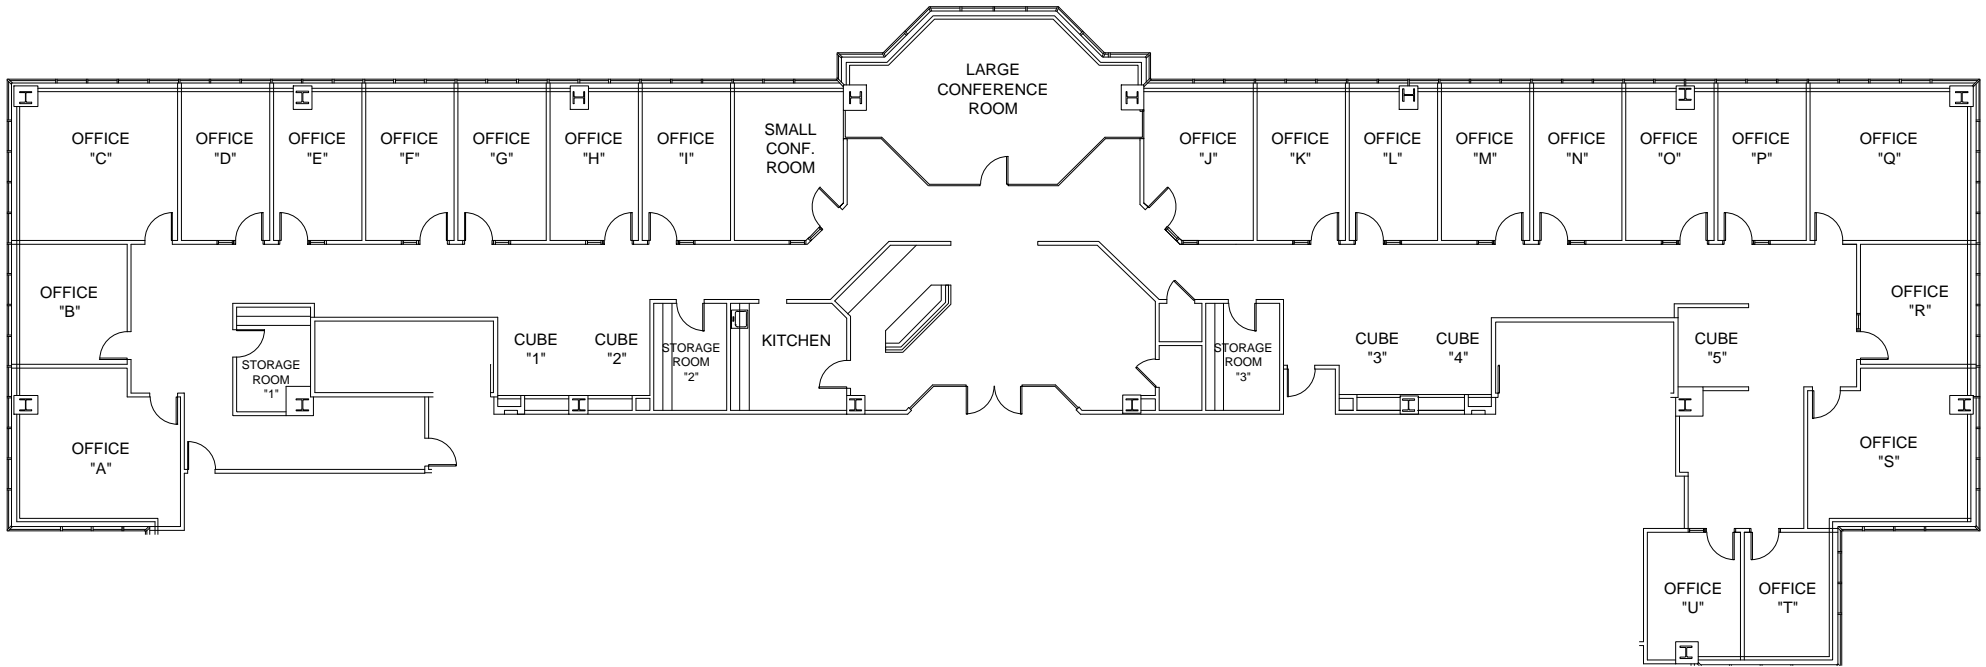 LARGE
CONFERENCE
ROOM
OFFICE
"C"
OFFICE
"D"
OFFICE
"E"
OFFICE
"F"
OFFICE
"G"
OFFICE
"H"
OFFICE
"I"
SMALL
CONF.
ROOM
OFFICE
"J"
OFFICE
"K"
OFFICE
"L"
OFFICE
"M"
OFFICE
"N"
OFFICE
"O"
OFFICE
"P"
OFFICE
"Q"
OFFICE
"B"
OFFICE
"R"
STORAGE
ROOM
"1"
CUBE
"1"
CUBE
"2"
STORAGE
ROOM
"2"
KITCHEN
STORAGE
ROOM
"3"
CUBE
"3"
CUBE
"4"
CUBE
"5"
OFFICE
"A"
OFFICE
"S"
OFFICE
"U"
OFFICE
"T"